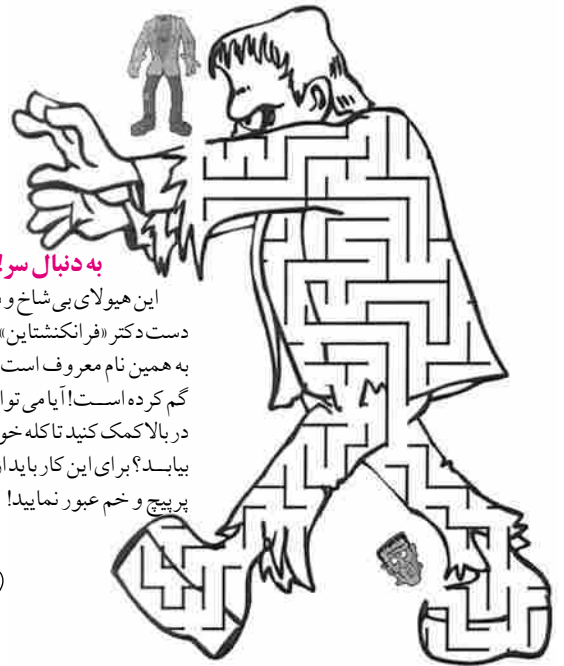 به دنبال سر!
این هیولای بی شاخ و
دست دکتر «فرانکنشتاین»
به همین نام معروف است
گم کرده است! آیا می توا
در بالا کمک کنید تا کله خو
بیابد؟ برای این کار باید از
پرپیچ و خم عبور نمایید!